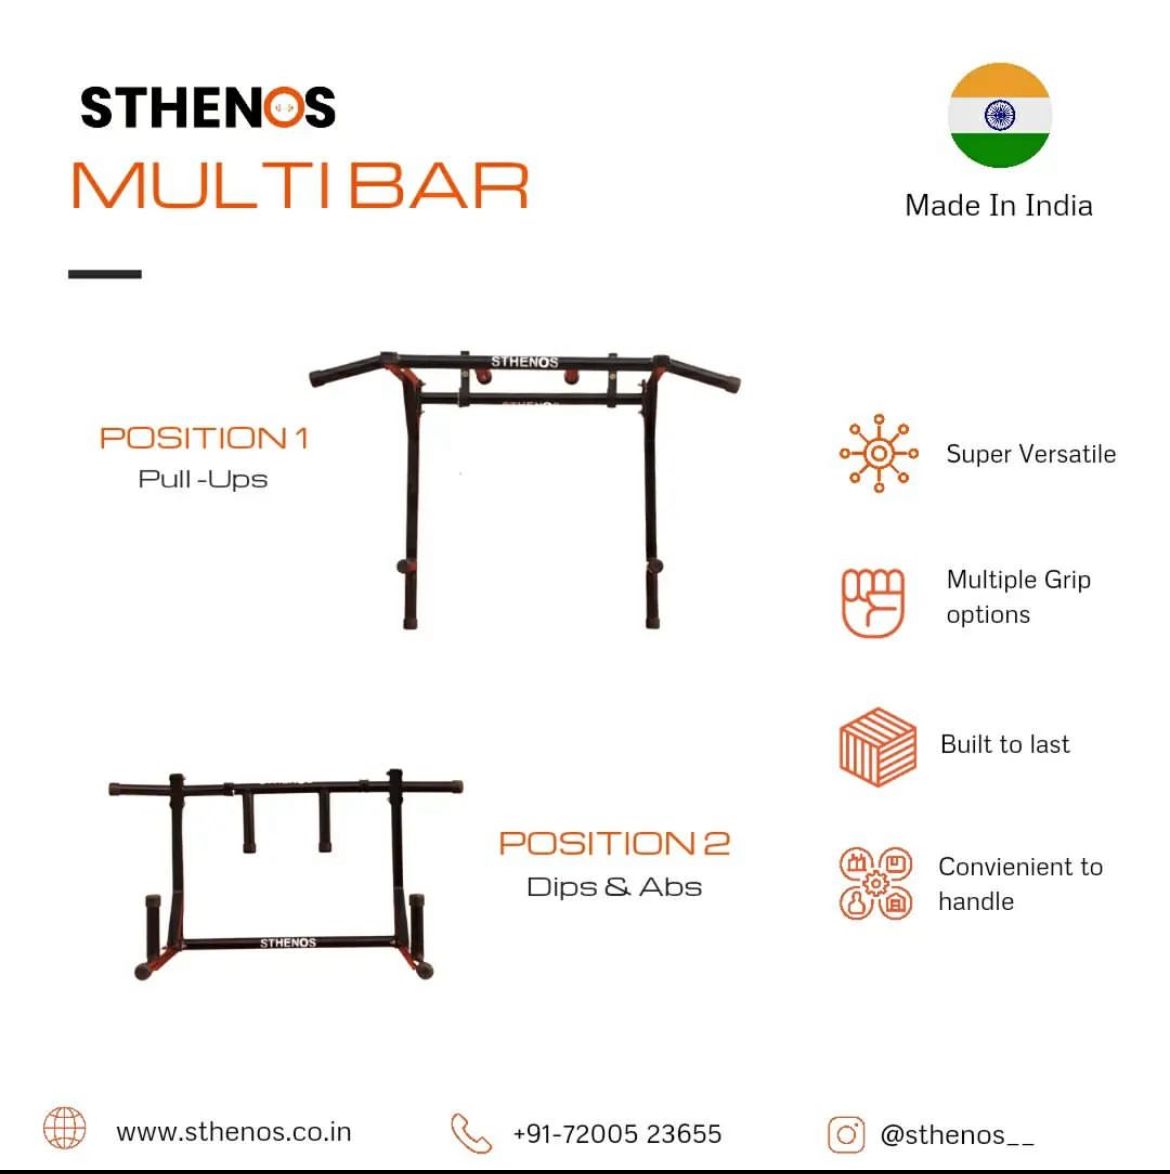 STHENOS
MULTI BAR
Made In India
STHENOS
STHENOS
POSITION 1
Pull -Ups
Super Versatile
Multiple Grip
options
Built to last
POSITION 2
Dips & Abs
STHENOS
Convienient to
handle
www.sthenos.co.in
+91-72005 23655
@sthenos__